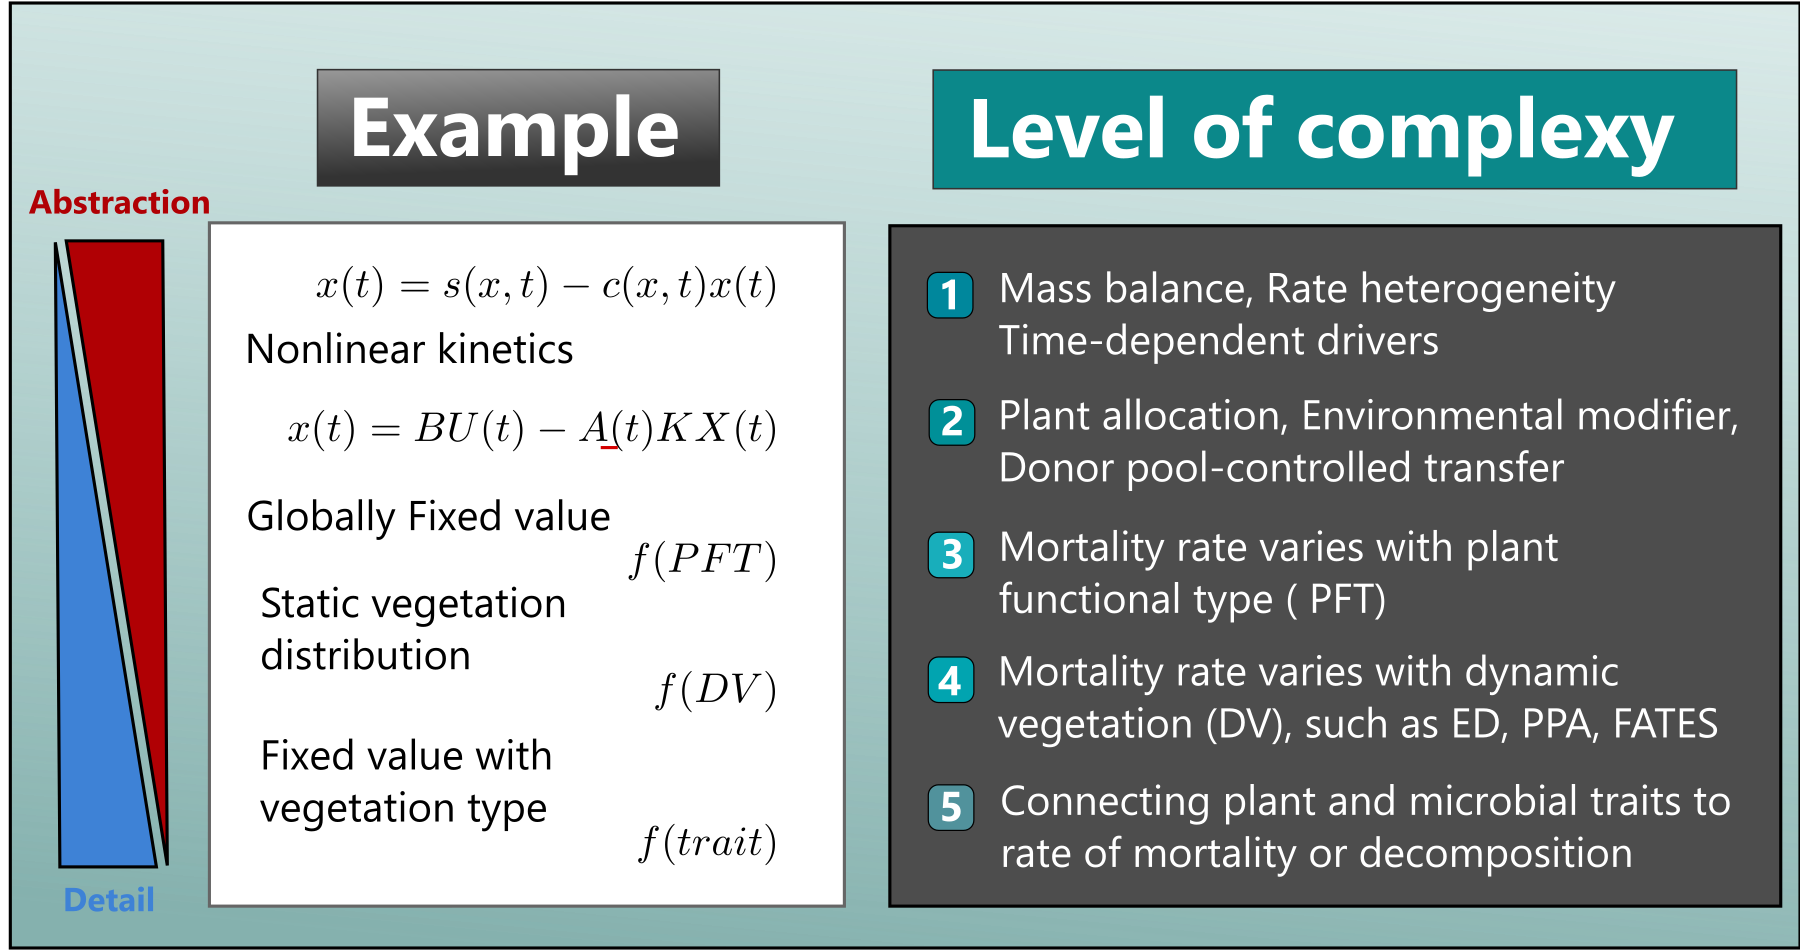 Example
Level of complexy
Abstraction
x(t) = s(x, t) − c(x, t)x(t)
Nonlinear kinetics
x(t) = BU(t) − A(t)KX(t)
Globally Fixed value
f(PFT)
Static vegetation
distribution
f(DV)
Fixed value with
vegetation type
f(trait)
Detail
1 Mass balance, Rate heterogeneity
Time-dependent drivers
2 Plant allocation, Environmental modifier,
Donor pool-controlled transfer
3 Mortality rate varies with plant
functional type ( PFT)
4 Mortality rate varies with dynamic
vegetation (DV), such as ED, PPA, FATES
5 Connecting plant and microbial traits to
rate of mortality or decomposition